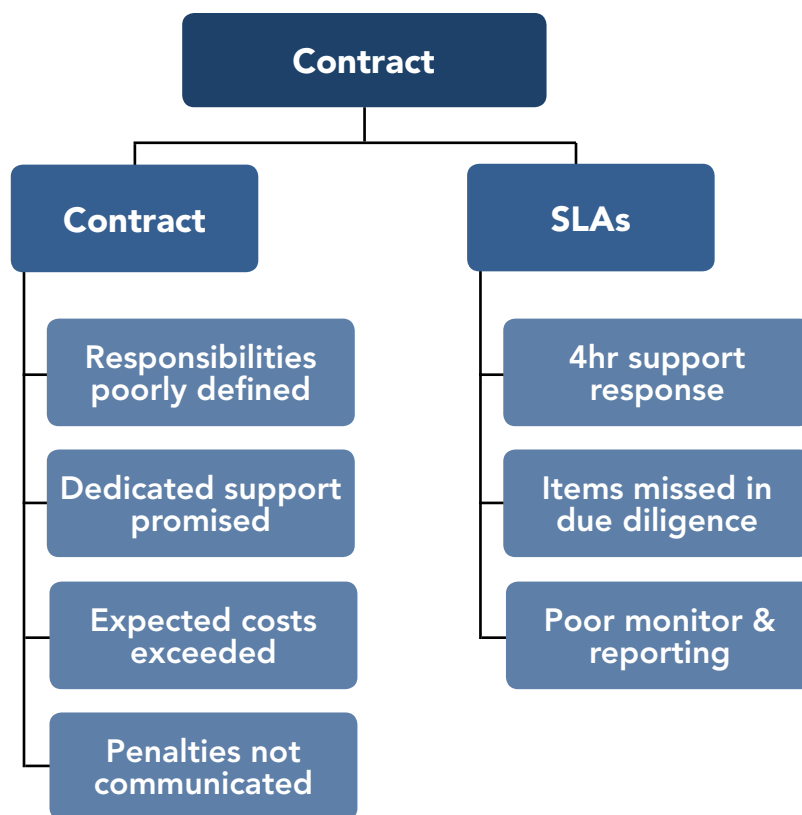 Contract
Contract
SLAs
Responsibilities
poorly defined
Dedicated support
promised
Expected costs
exceeded
Penalties not
communicated
4hr support
response
Items missed in
due diligence
Poor monitor &
reporting